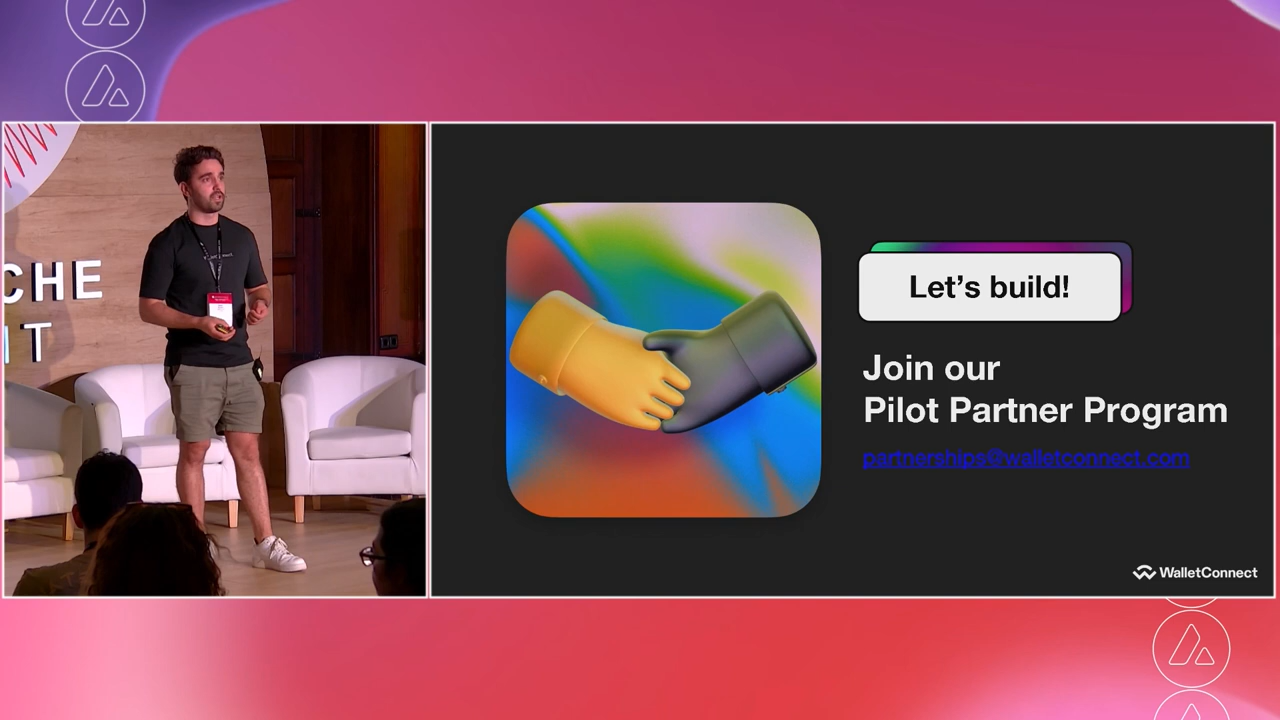 CHE
IT
Let's build!
Join our
Pilot Partner Program
partnerships@walletconnect.com
WalletConnect